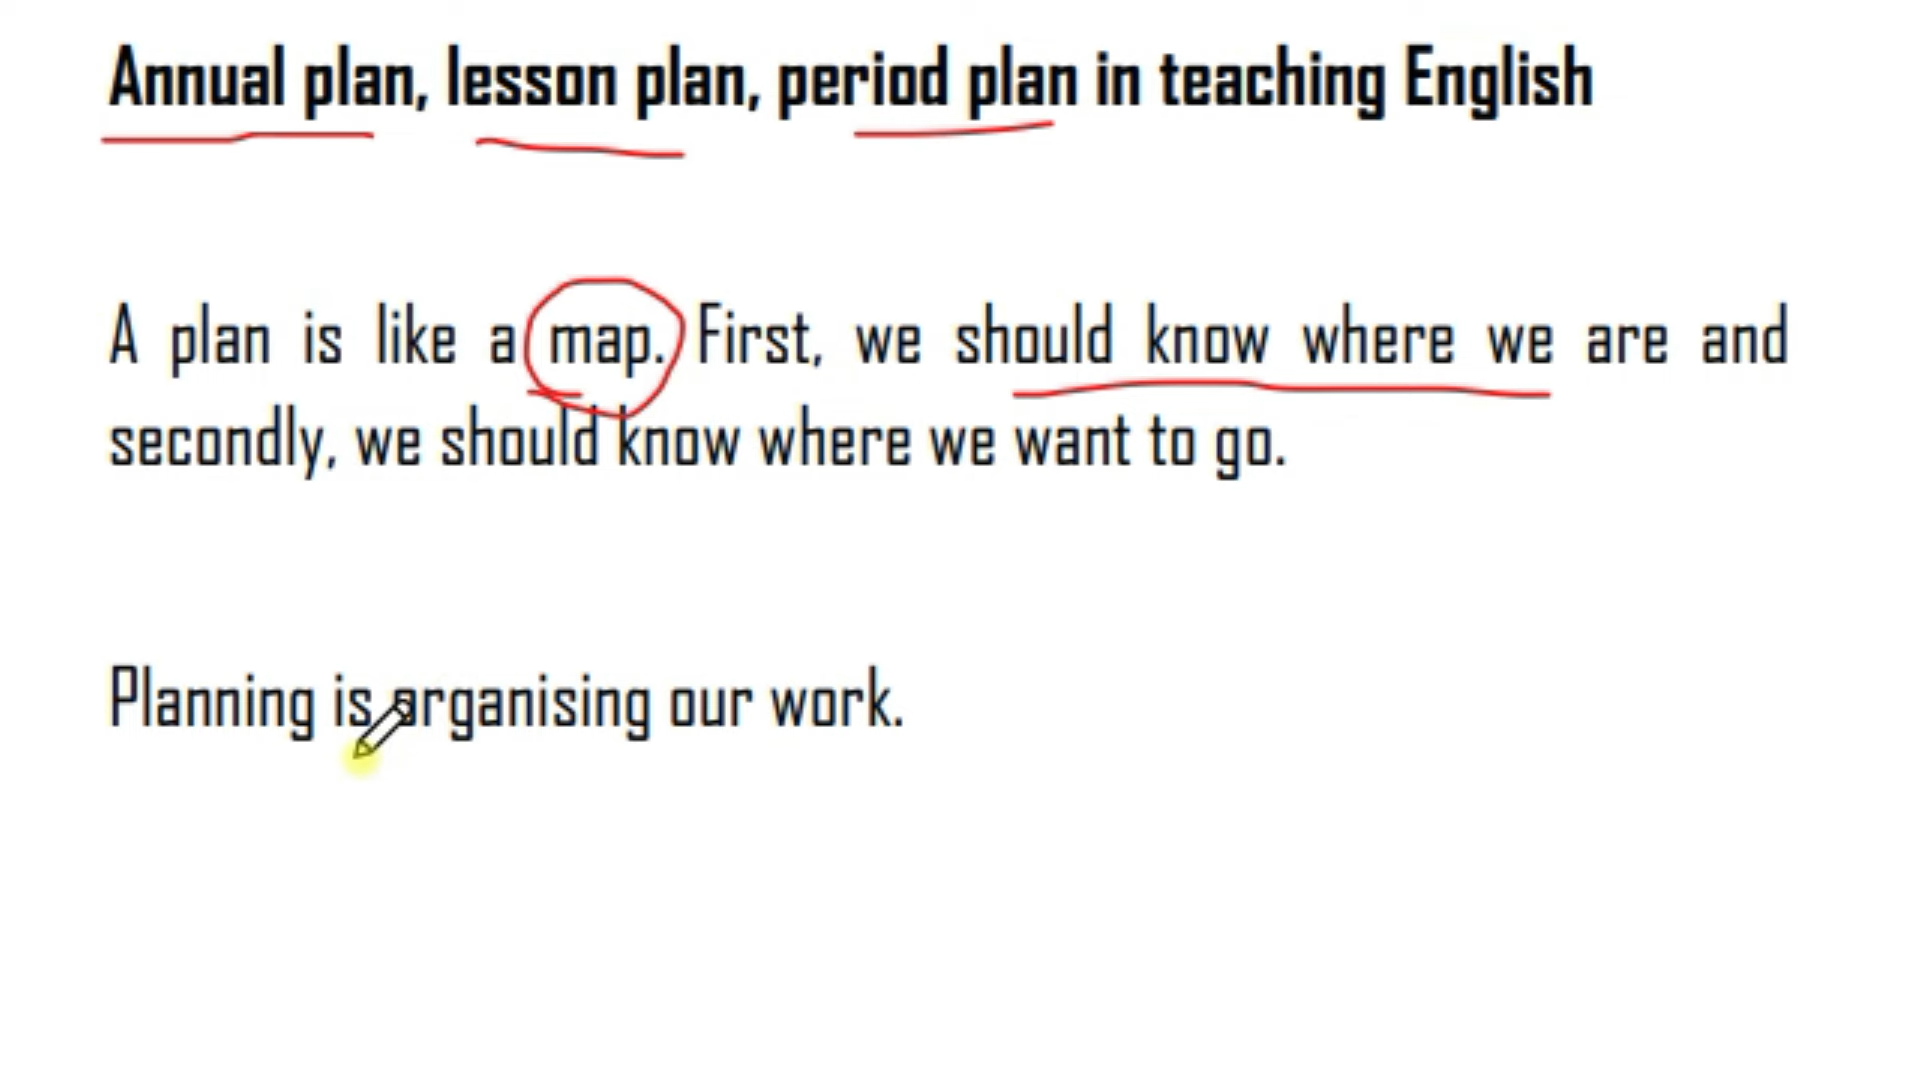 Annual plan, lesson plan, period plan in teaching English
A plan is like a map. First, we should know where we are and
secondly, we should know where we want to go.
Planning is organising our work.